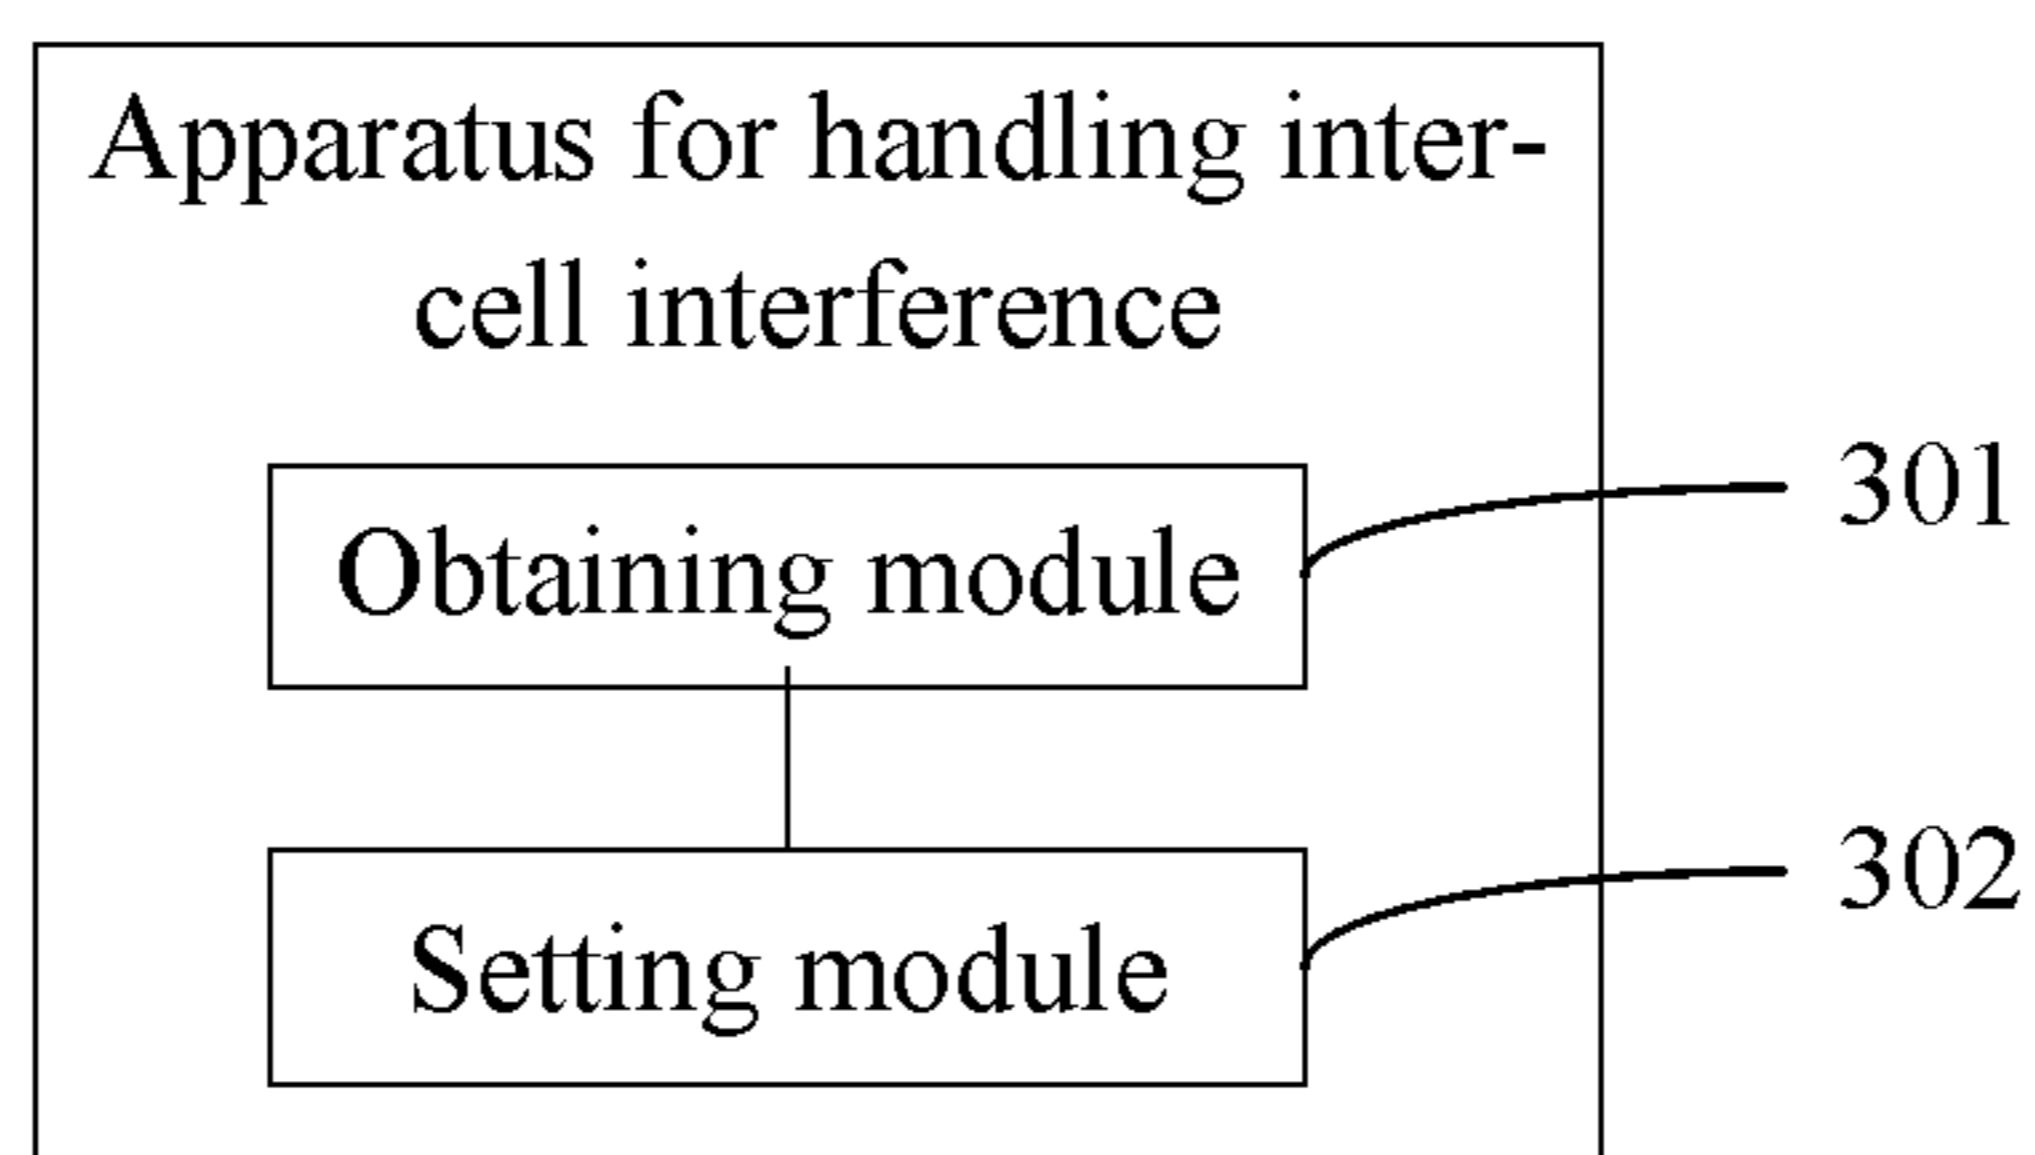 Apparatus for handling inter-
cell interference
301
Obtaining module
302
Setting module